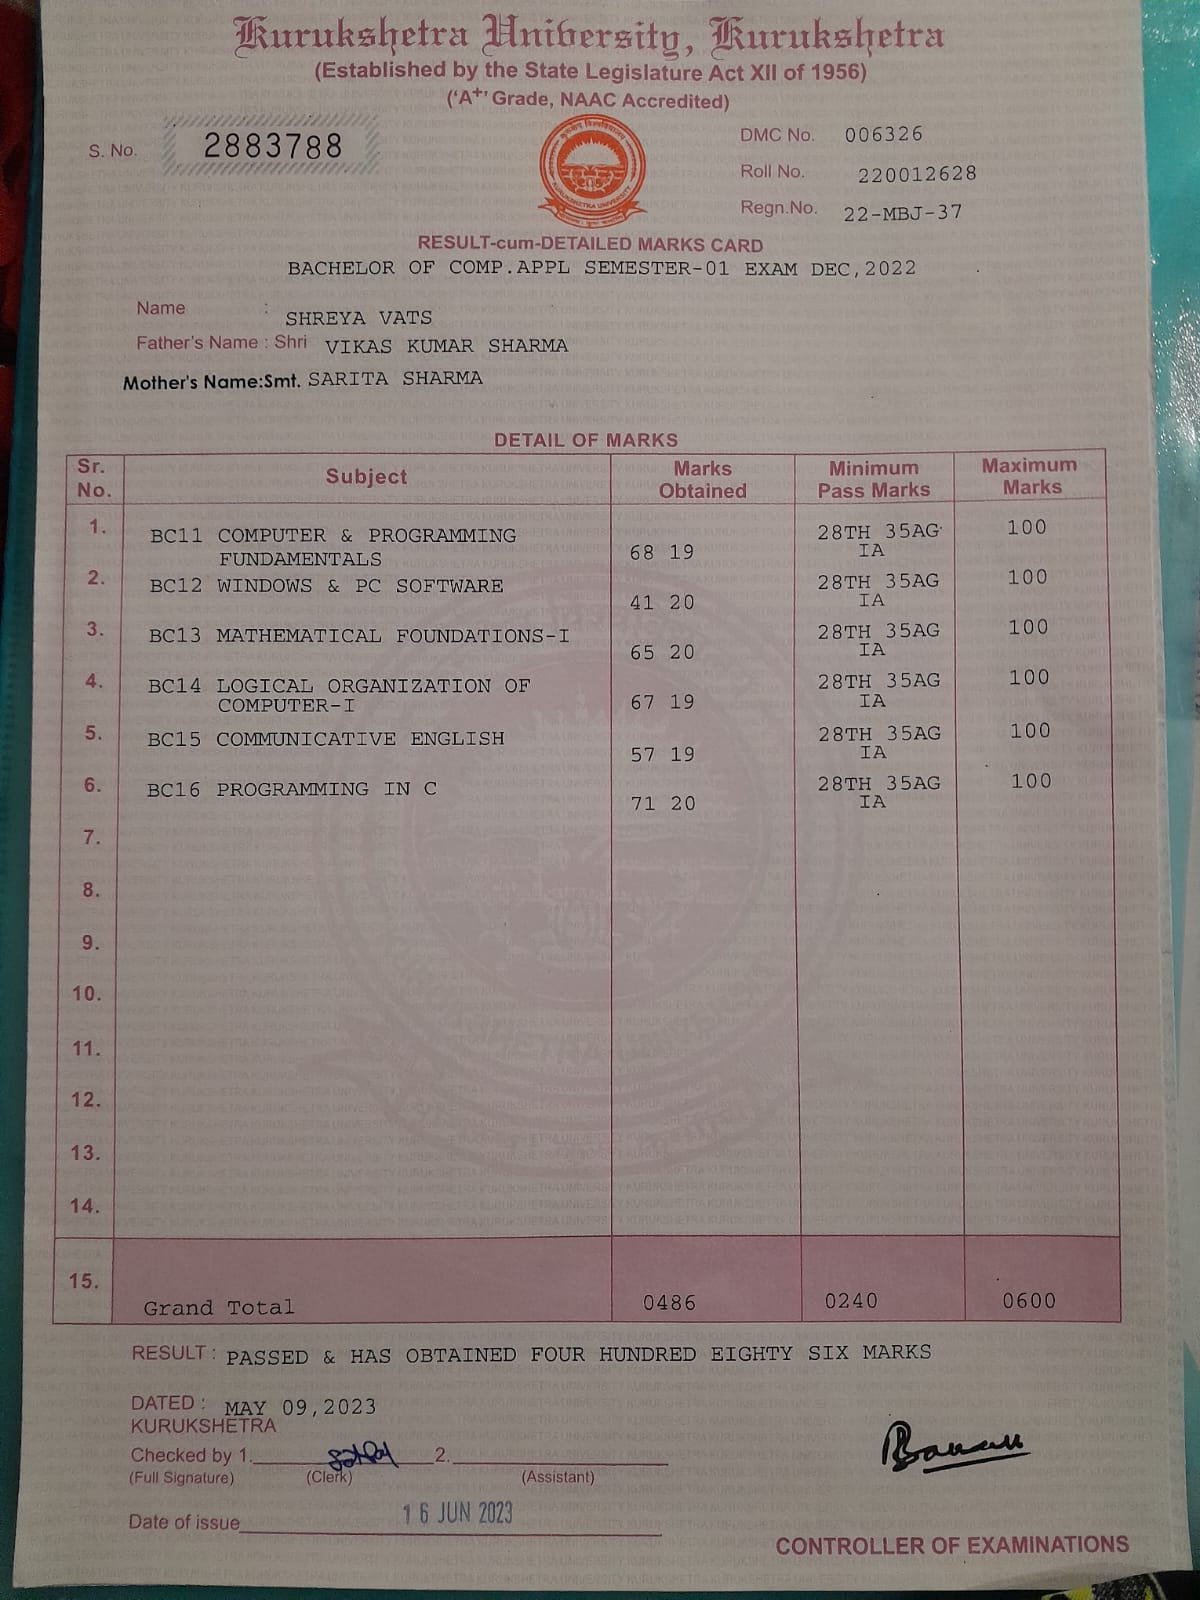 Kurukshetra University, Kurukshetra
(Established by the State Legislature Act XII of 1956)
('A+' Grade, NAAC Accredited)
S. No. 2883788
DMC No. 006326
Roll No. 220012628
Regn.No. 22-MBJ-37
KURUKSHETRA UNIVERSITY
RESULT-cum-DETAILED MARKS CARD
BACHELOR OF COMP.APPL SEMESTER-01 EXAM DEC,2022
Name : SHREYA VATS
Father's Name : Shri VIKAS KUMAR SHARMA
Mother's Name:Smt. SARITA SHARMA
DETAIL OF MARKS
Sr. No. Subject Marks Obtained Minimum Pass Marks Maximum Marks
1. BC11 COMPUTER & PROGRAMMING 28TH 35AG 100
FUNDAMENTALS 68 19 IA
2. BC12 WINDOWS & PC SOFTWARE 28TH 35AG 100
41 20 IA
3. BC13 MATHEMATICAL FOUNDATIONS-I 28TH 35AG 100
65 20 IA
4. BC14 LOGICAL ORGANIZATION OF 28TH 35AG 100
COMPUTER-I 67 19 IA
5. BC15 COMMUNICATIVE ENGLISH 28TH 35AG 100
57 19 IA
6. BC16 PROGRAMMING IN C 28TH 35AG 100
71 20 IA
7.
8.
9.
10.
11.
12.
13.
14.
15.
Grand Total 0486 0240 0600
RESULT : PASSED & HAS OBTAINED FOUR HUNDRED EIGHTY SIX MARKS
DATED : MAY 09,2023
KURUKSHETRA
Checked by 1. 2.
(Full Signature) (Clerk) (Assistant)
Date of issue 16 JUN 2023
CONTROLLER OF EXAMINATIONS